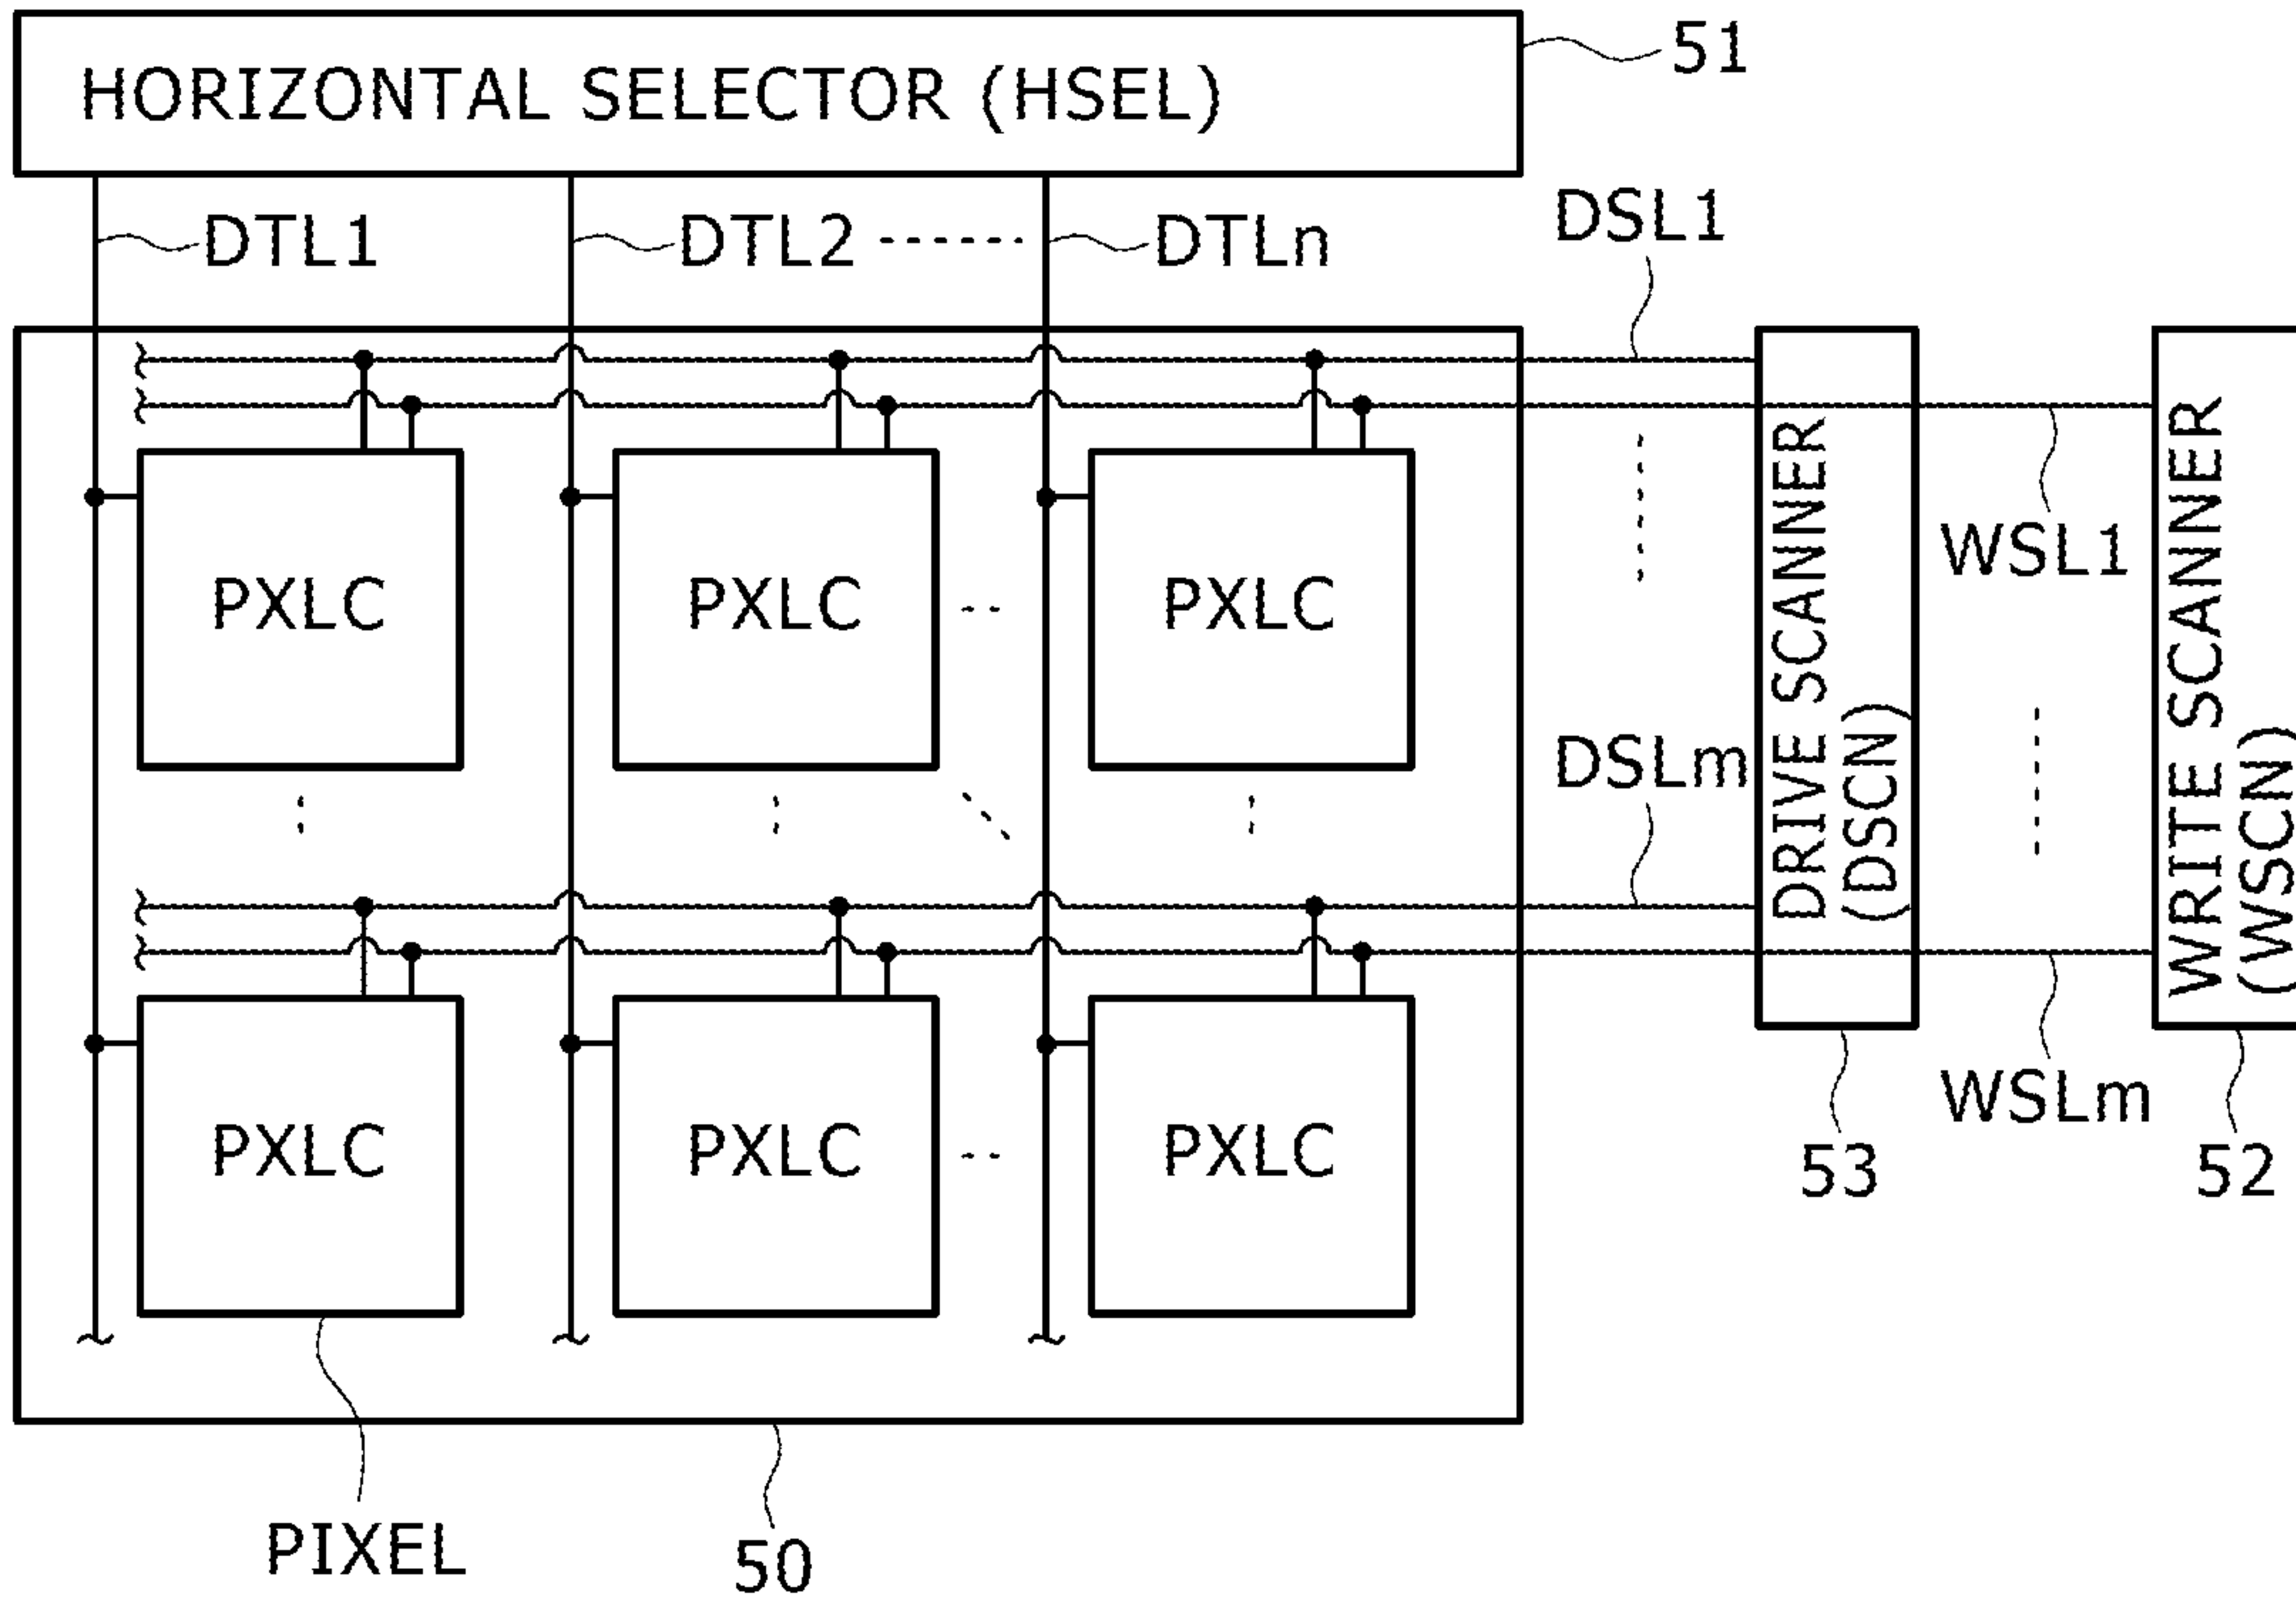 HORIZONTAL SELECTOR (HSEL)
51
DTL1
DTL2
DTLn
DSL1
PXLC
PXLC
PXLC
DSLm
DRIVE SCANNER
(DSCN)
WSL1
WRITE SCANNER
(WSCN)
PXLC
PXLC
PXLC
WSLm
53
52
PIXEL
50